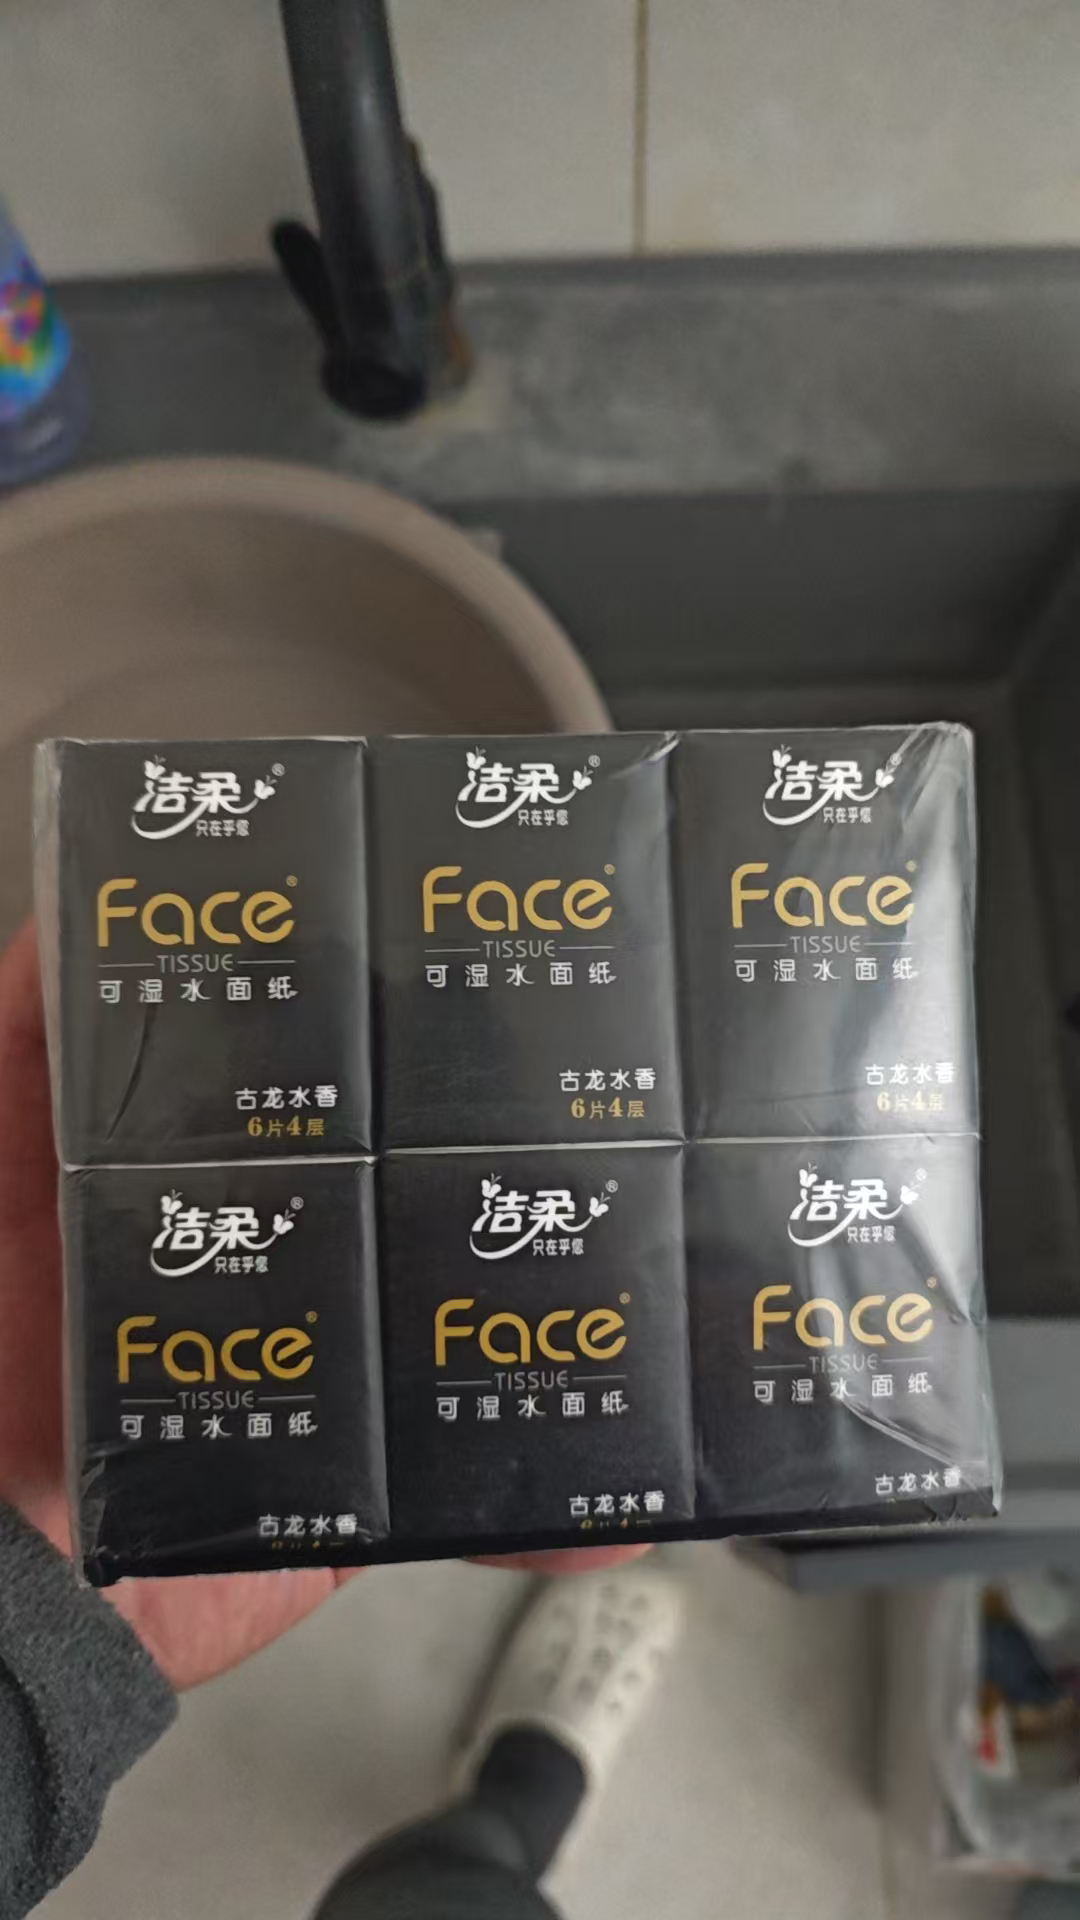 洁柔®
只在乎您
Face®
TISSUE
可湿水面纸
古龙水香
6片4层
洁柔®
只在乎您
Face®
TISSUE
可湿水面纸
古龙水香
6片4层
洁柔®
只在乎您
Face®
TISSUE
可湿水面纸
古龙水香
6片4层
洁柔®
只在乎您
Face®
TISSUE
可湿水面纸
古龙水香
洁柔®
只在乎您
Face®
TISSUE
可湿水面纸
古龙水香
洁柔®
只在乎您
Face®
TISSUE
可湿水面纸
古龙水香